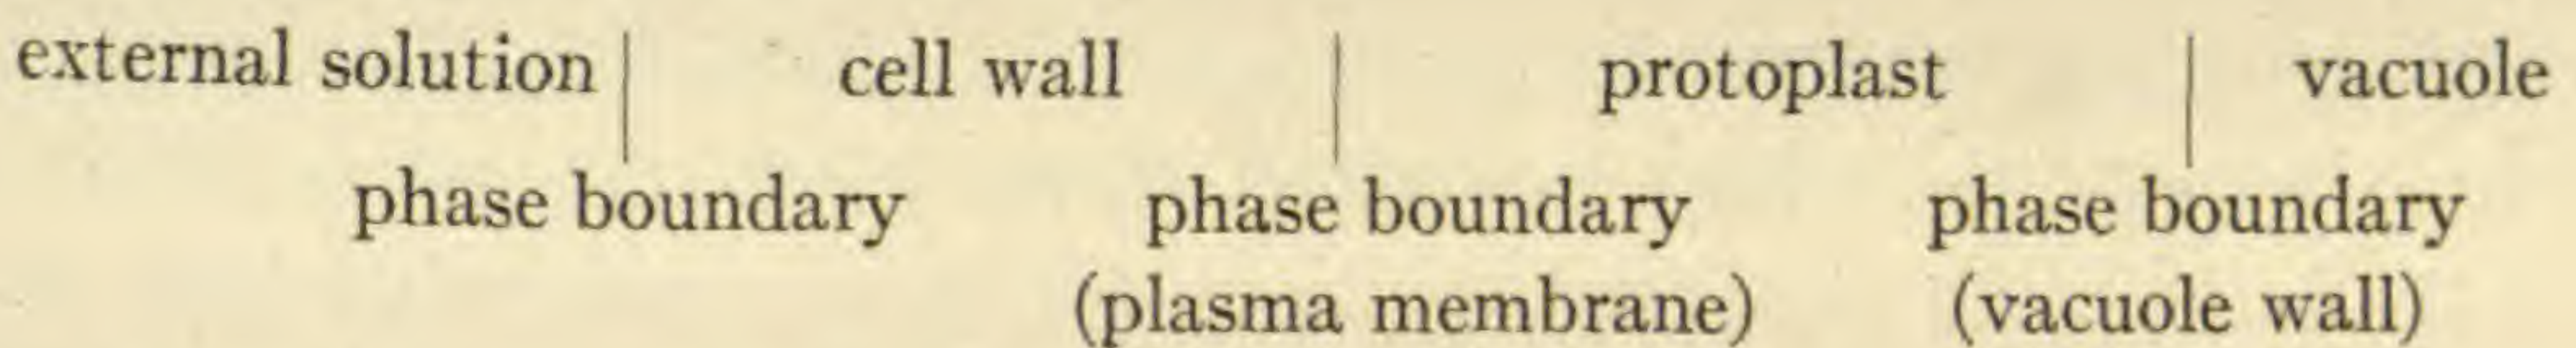 external solution | cell wall | protoplast | vacuole
phase boundary phase boundary phase boundary
(plasma membrane) (vacuole wall)